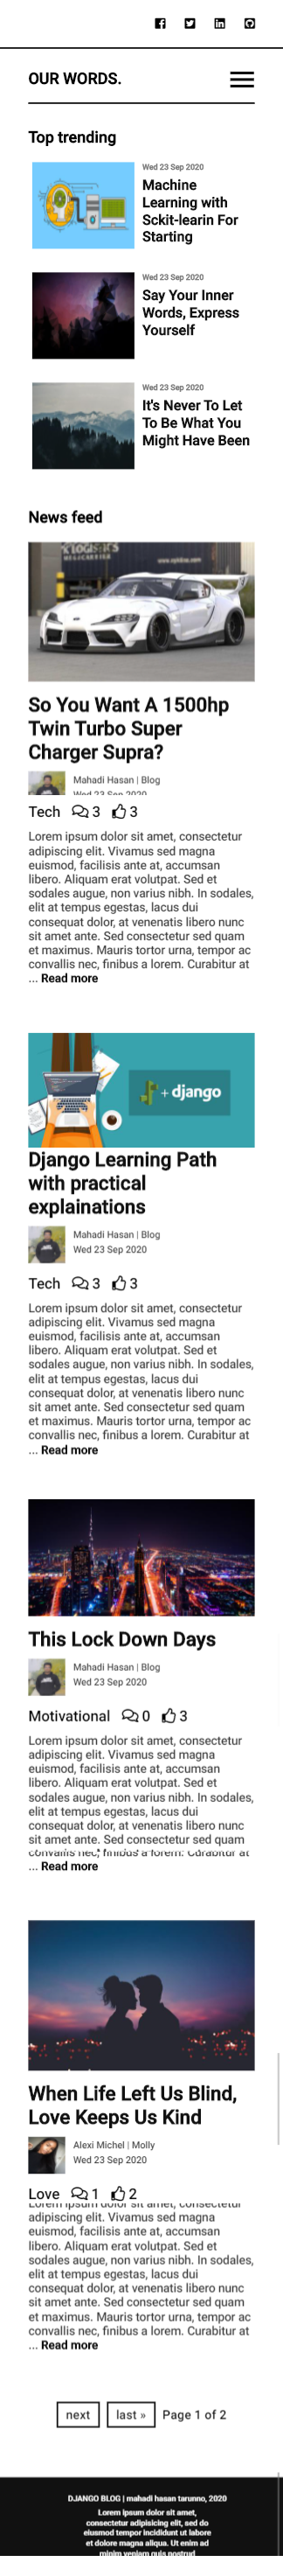 OUR WORDS.
Top trending
Wed 23 Sep 2020
Machine
Learning with
Sckit-learin For
Starting
Wed 23 Sep 2020
Say Your Inner
Words, Express
Yourself
Wed 23 Sep 2020
It's Never To Let
To Be What You
Might Have Been
News feed
So You Want A 1500hp
Twin Turbo Super
Charger Supra?
Mahadi Hasan | Blog
Wed 23 Sep 2020
Tech 3 3
Lorem ipsum dolor sit amet, consectetur
adipiscing elit. Vivamus sed magna
euismod, facilisis ante at, accumsan
libero. Aliquam erat volutpat. Sed et
sodales augue, non varius nibh. In sodales,
elit at tempus egestas, lacus dui
consequat dolor, at venenatis libero nunc
sit amet ante. Sed consectetur sed quam
et maximus. Mauris tortor urna, tempor ac
convallis nec, finibus a lorem. Curabitur at
... Read more
+ django
Django Learning Path
with practical
explainations
Mahadi Hasan | Blog
Wed 23 Sep 2020
Tech 3 3
Lorem ipsum dolor sit amet, consectetur
adipiscing elit. Vivamus sed magna
euismod, facilisis ante at, accumsan
libero. Aliquam erat volutpat. Sed et
sodales augue, non varius nibh. In sodales,
elit at tempus egestas, lacus dui
consequat dolor, at venenatis libero nunc
sit amet ante. Sed consectetur sed quam
et maximus. Mauris tortor urna, tempor ac
convallis nec, finibus a lorem. Curabitur at
... Read more
This Lock Down Days
Mahadi Hasan | Blog
Wed 23 Sep 2020
Motivational 0 3
Lorem ipsum dolor sit amet, consectetur
adipiscing elit. Vivamus sed magna
euismod, facilisis ante at, accumsan
libero. Aliquam erat volutpat. Sed et
sodales augue, non varius nibh. In sodales,
elit at tempus egestas, lacus dui
consequat dolor, at venenatis libero nunc
sit amet ante. Sed consectetur sed quam
convallis nec, finibus a lorem. Curabitur at
... Read more
When Life Left Us Blind,
Love Keeps Us Kind
Alexi Michel | Molly
Wed 23 Sep 2020
Love 1 2
Lorem ipsum dolor sit amet, consectetur
adipiscing elit. Vivamus sed magna
euismod, facilisis ante at, accumsan
libero. Aliquam erat volutpat. Sed et
sodales augue, non varius nibh. In sodales,
elit at tempus egestas, lacus dui
consequat dolor, at venenatis libero nunc
sit amet ante. Sed consectetur sed quam
et maximus. Mauris tortor urna, tempor ac
convallis nec, finibus a lorem. Curabitur at
... Read more
next last » Page 1 of 2
DJANGO BLOG | mahadi hasan tarunno, 2020
Lorem ipsum dolor sit amet,
consectetur adipisicing elit, sed do
eiusmod tempor incididunt ut labore
et dolore magna aliqua. Ut enim ad
minim veniam quis nostrud